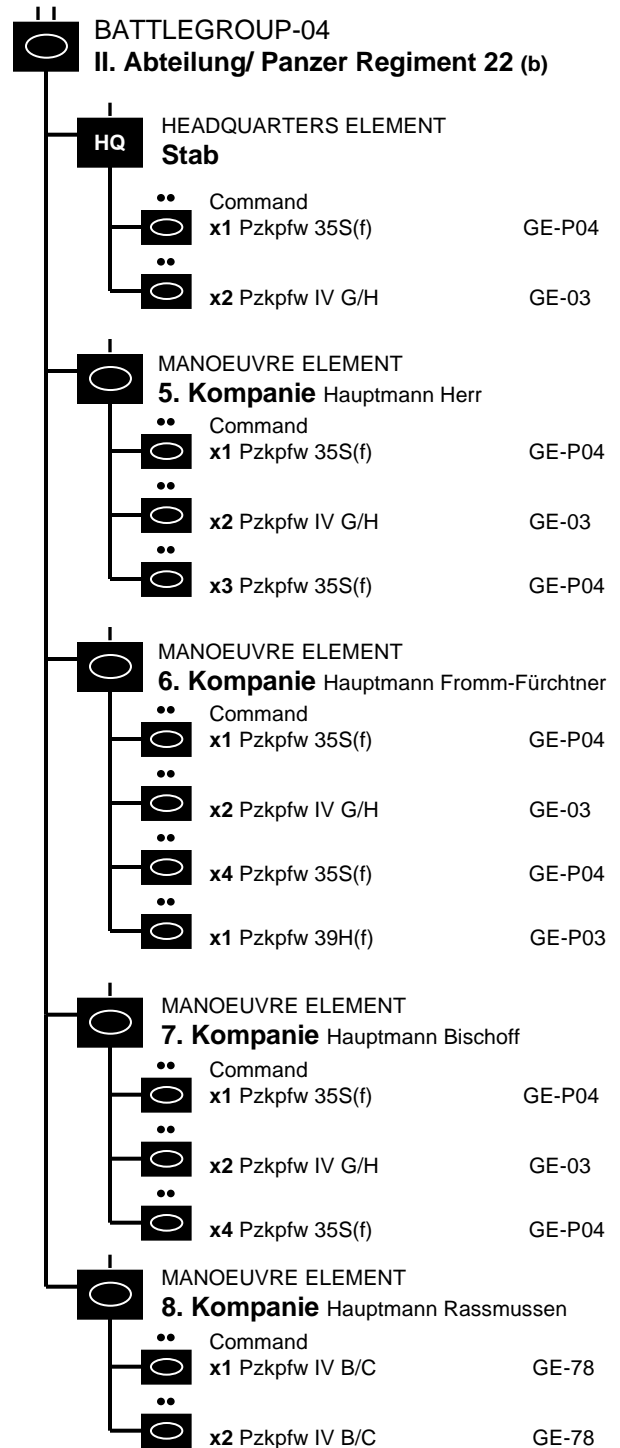 BATTLEGROUP-04
II. Abteilung/ Panzer Regiment 22 (b)
HEADQUARTERS ELEMENT
HQ
Stab
Command
x1 Pzkpfw 35S(f) GE-P04
x2 Pzkpfw IV G/H GE-03
MANOEUVRE ELEMENT
5. Kompanie Hauptmann Herr
Command
x1 Pzkpfw 35S(f) GE-P04
x2 Pzkpfw IV G/H GE-03
x3 Pzkpfw 35S(f) GE-P04
MANOEUVRE ELEMENT
6. Kompanie Hauptmann Fromm-Fürchtner
Command
x1 Pzkpfw 35S(f) GE-P04
x2 Pzkpfw IV G/H GE-03
x4 Pzkpfw 35S(f) GE-P04
x1 Pzkpfw 39H(f) GE-P03
MANOEUVRE ELEMENT
7. Kompanie Hauptmann Bischoff
Command
x1 Pzkpfw 35S(f) GE-P04
x2 Pzkpfw IV G/H GE-03
x4 Pzkpfw 35S(f) GE-P04
MANOEUVRE ELEMENT
8. Kompanie Hauptmann Rassmussen
Command
x1 Pzkpfw IV B/C GE-78
x2 Pzkpfw IV B/C GE-78